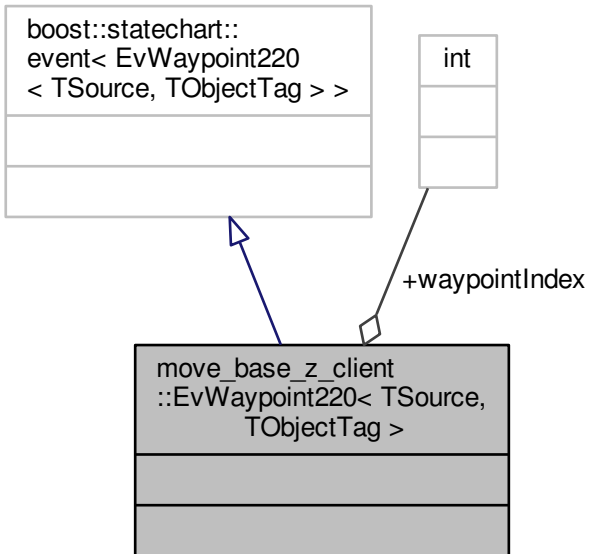 boost::statechart::
event< EvWaypoint220
< TSource, TObjectTag > >
int
+waypointIndex
move_base_z_client
::EvWaypoint220< TSource,
TObjectTag >